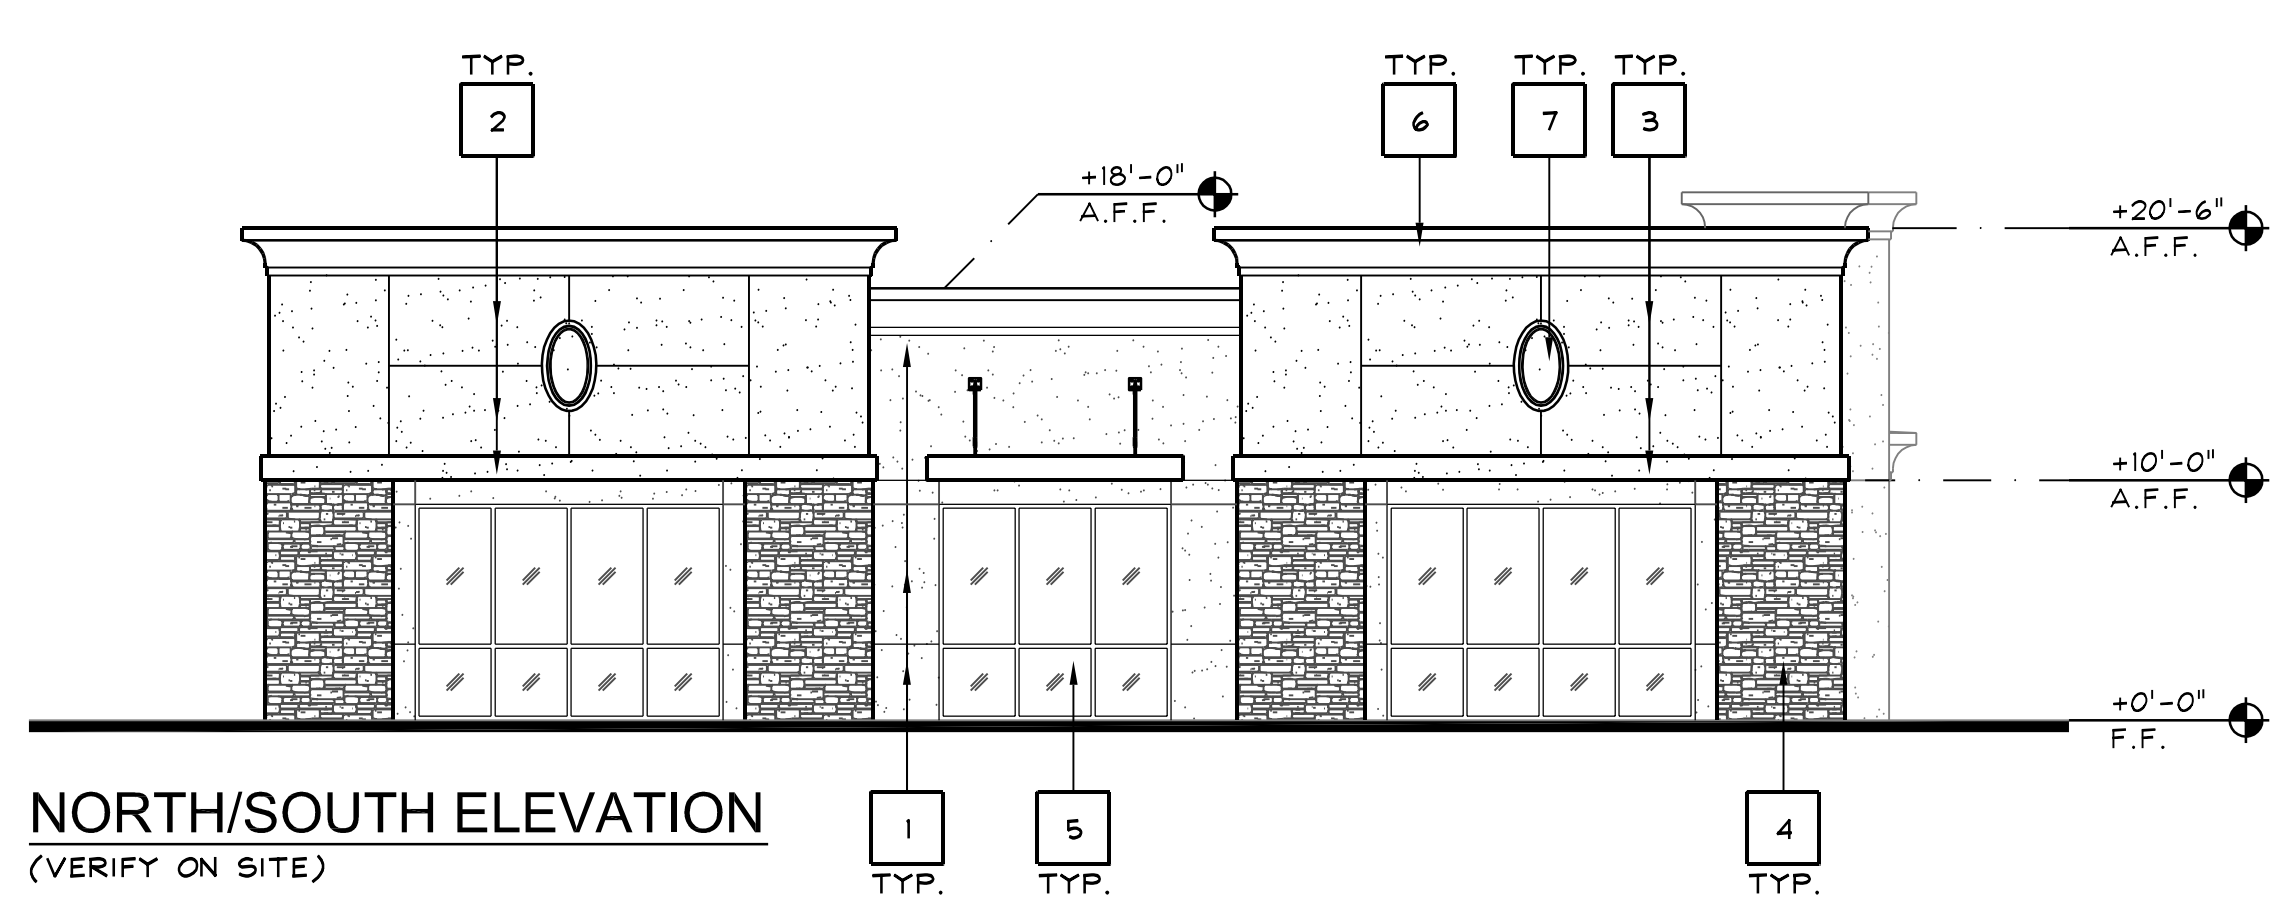 TYP. TYP. TYP. TYP.
2 6 7 3
+18'-0"
A.F.F.
+20'-6"
A.F.F.
+10'-0"
A.F.F.
+0'-0"
F.F.
NORTH/SOUTH ELEVATION
(VERIFY ON SITE)
1 5 4
TYP. TYP. TYP.